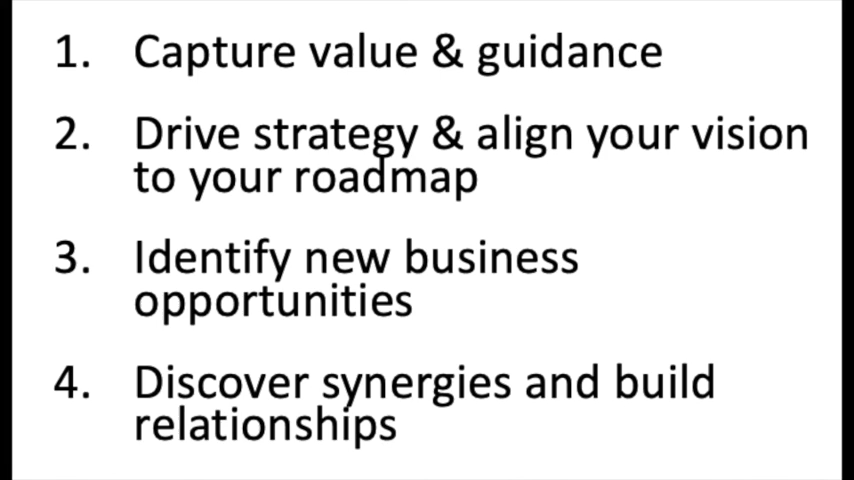 1. Capture value & guidance
2. Drive strategy & align your vision
to your roadmap
3. Identify new business
opportunities
4. Discover synergies and build
relationships